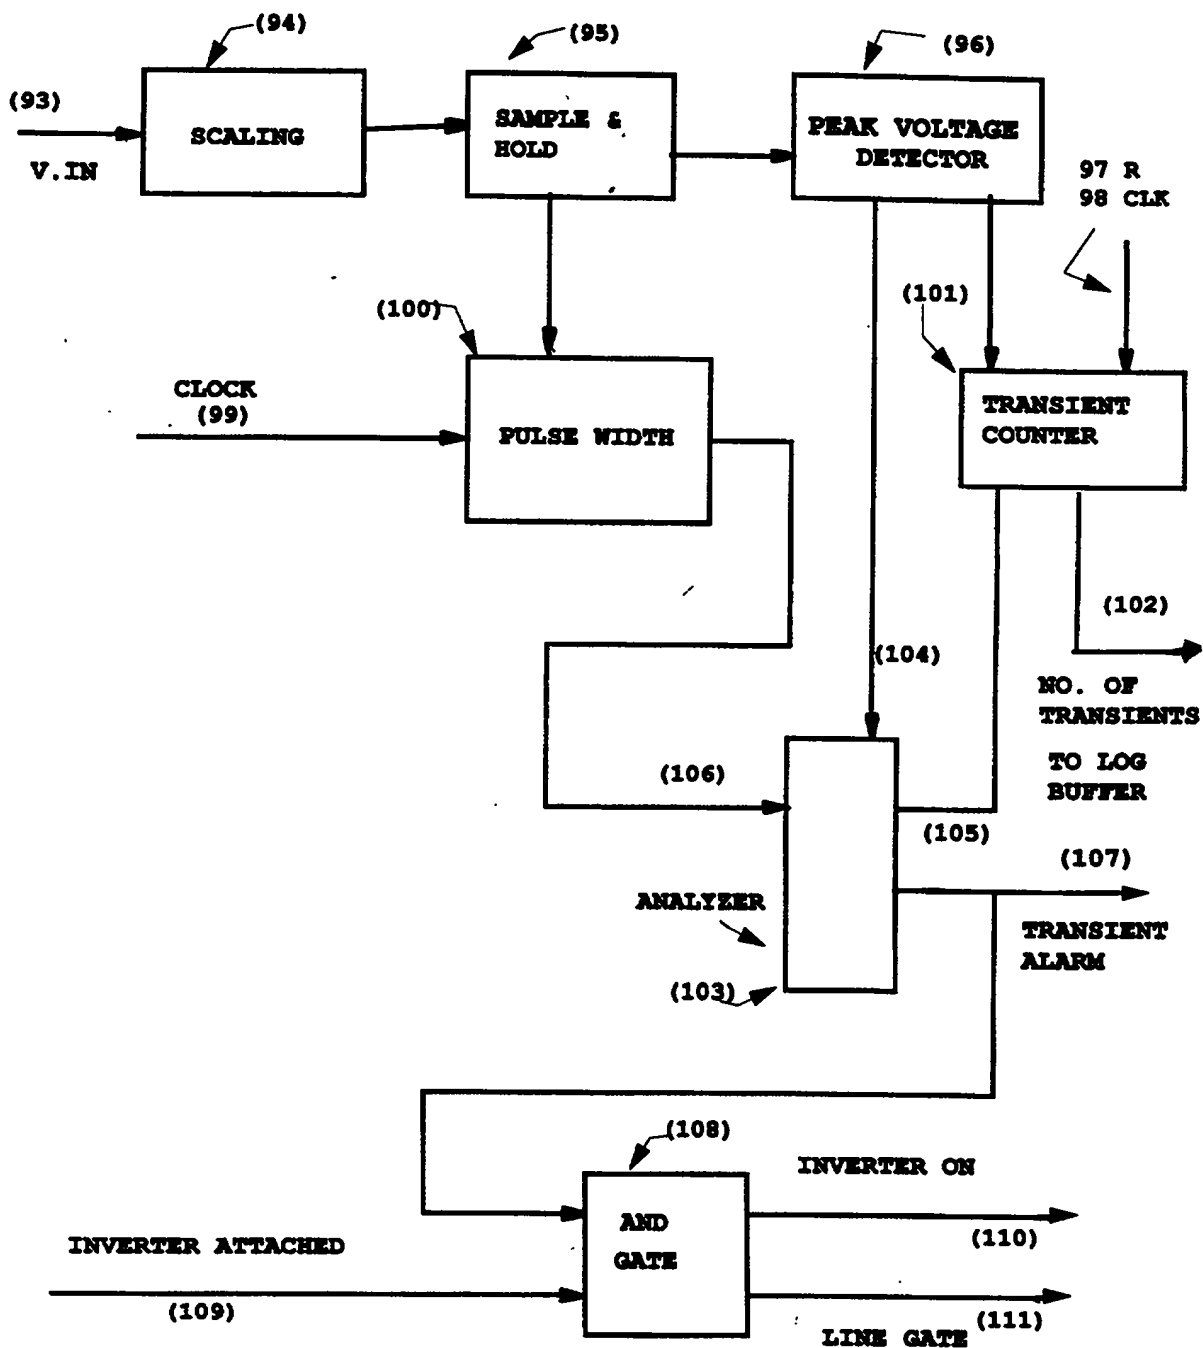 (94)
(95)
(96)
(93)
SCALING
SAMPLE &
HOLD
PEAK VOLTAGE
DETECTOR
V.IN
97 R
98 CLK
(100)
(101)
CLOCK
(99)
PULSE WIDTH
TRANSIENT
COUNTER
(102)
(104)
NO. OF
TRANSIENTS
TO LOG
BUFFER
(106)
(105)
(107)
ANALYZER
TRANSIENT
ALARM
(103)
(108)
INVERTER ON
AND
GATE
(110)
INVERTER ATTACHED
(109)
(111)
LINE GATE